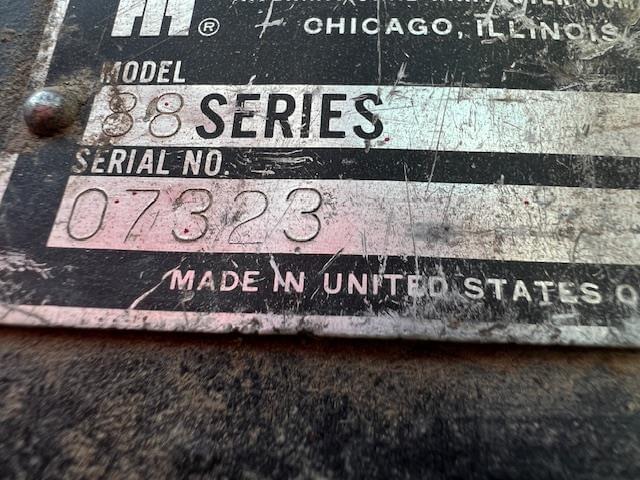 ®
CHICAGO, ILLINOIS
MODEL
88 SERIES
SERIAL NO.
07323
MADE IN UNITED STATES O